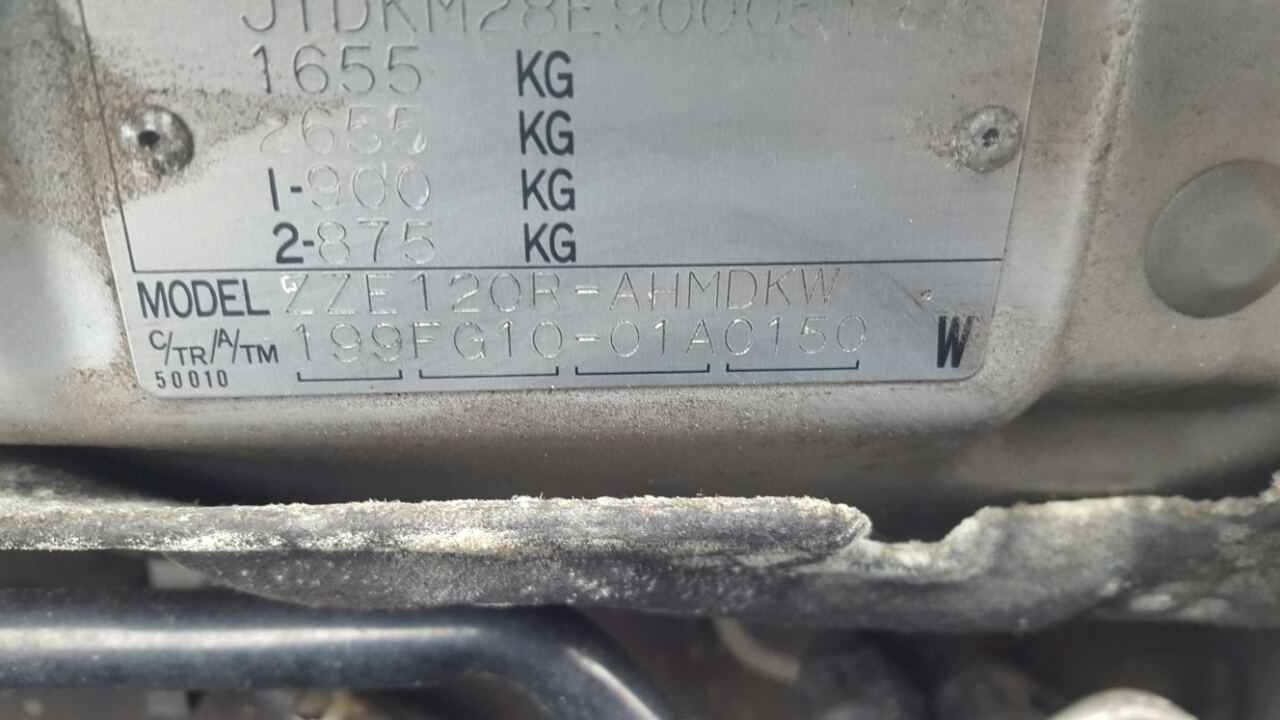 1655 KG
2655 KG
1-900 KG
2-875 KG
MODEL ZZE120R-AHMDKW
C/TR/A/TM 199FG10-01A0150 W
50010